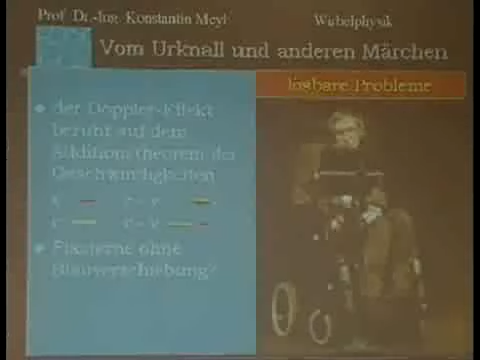 Prof. Dr.-Ing. Konstantin Meyl
Wirbelphysik
Vom Urknall und anderen Märchen
der Doppler-Effekt
beruht auf dem
Additionstheorem der
Geschwindigkeiten
Fixsterne ohne
Blauverschiebung?
lösbare Probleme